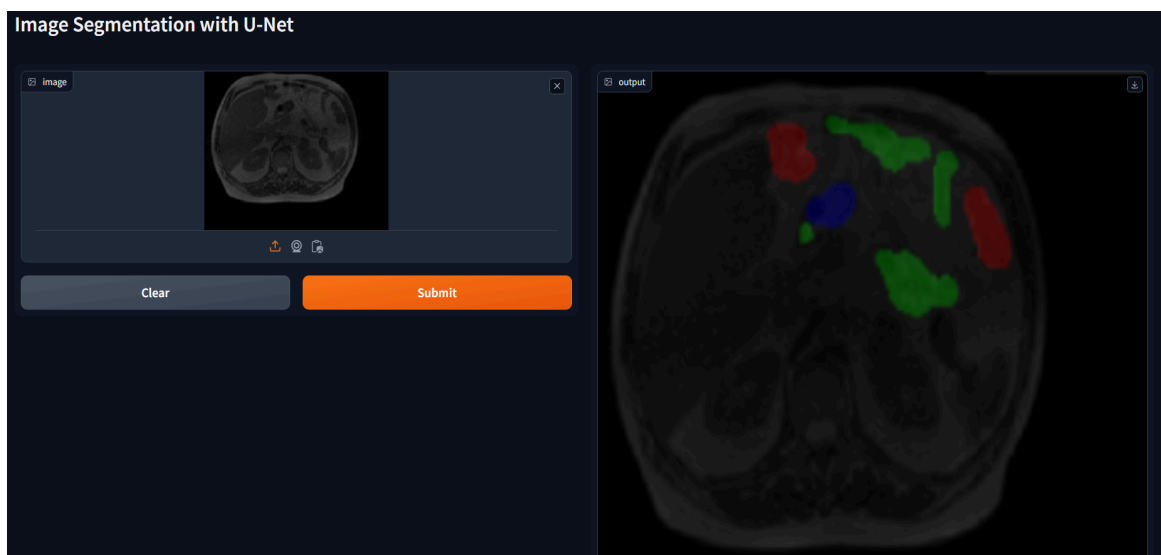 Image Segmentation with U-Net
image
output
Clear
Submit